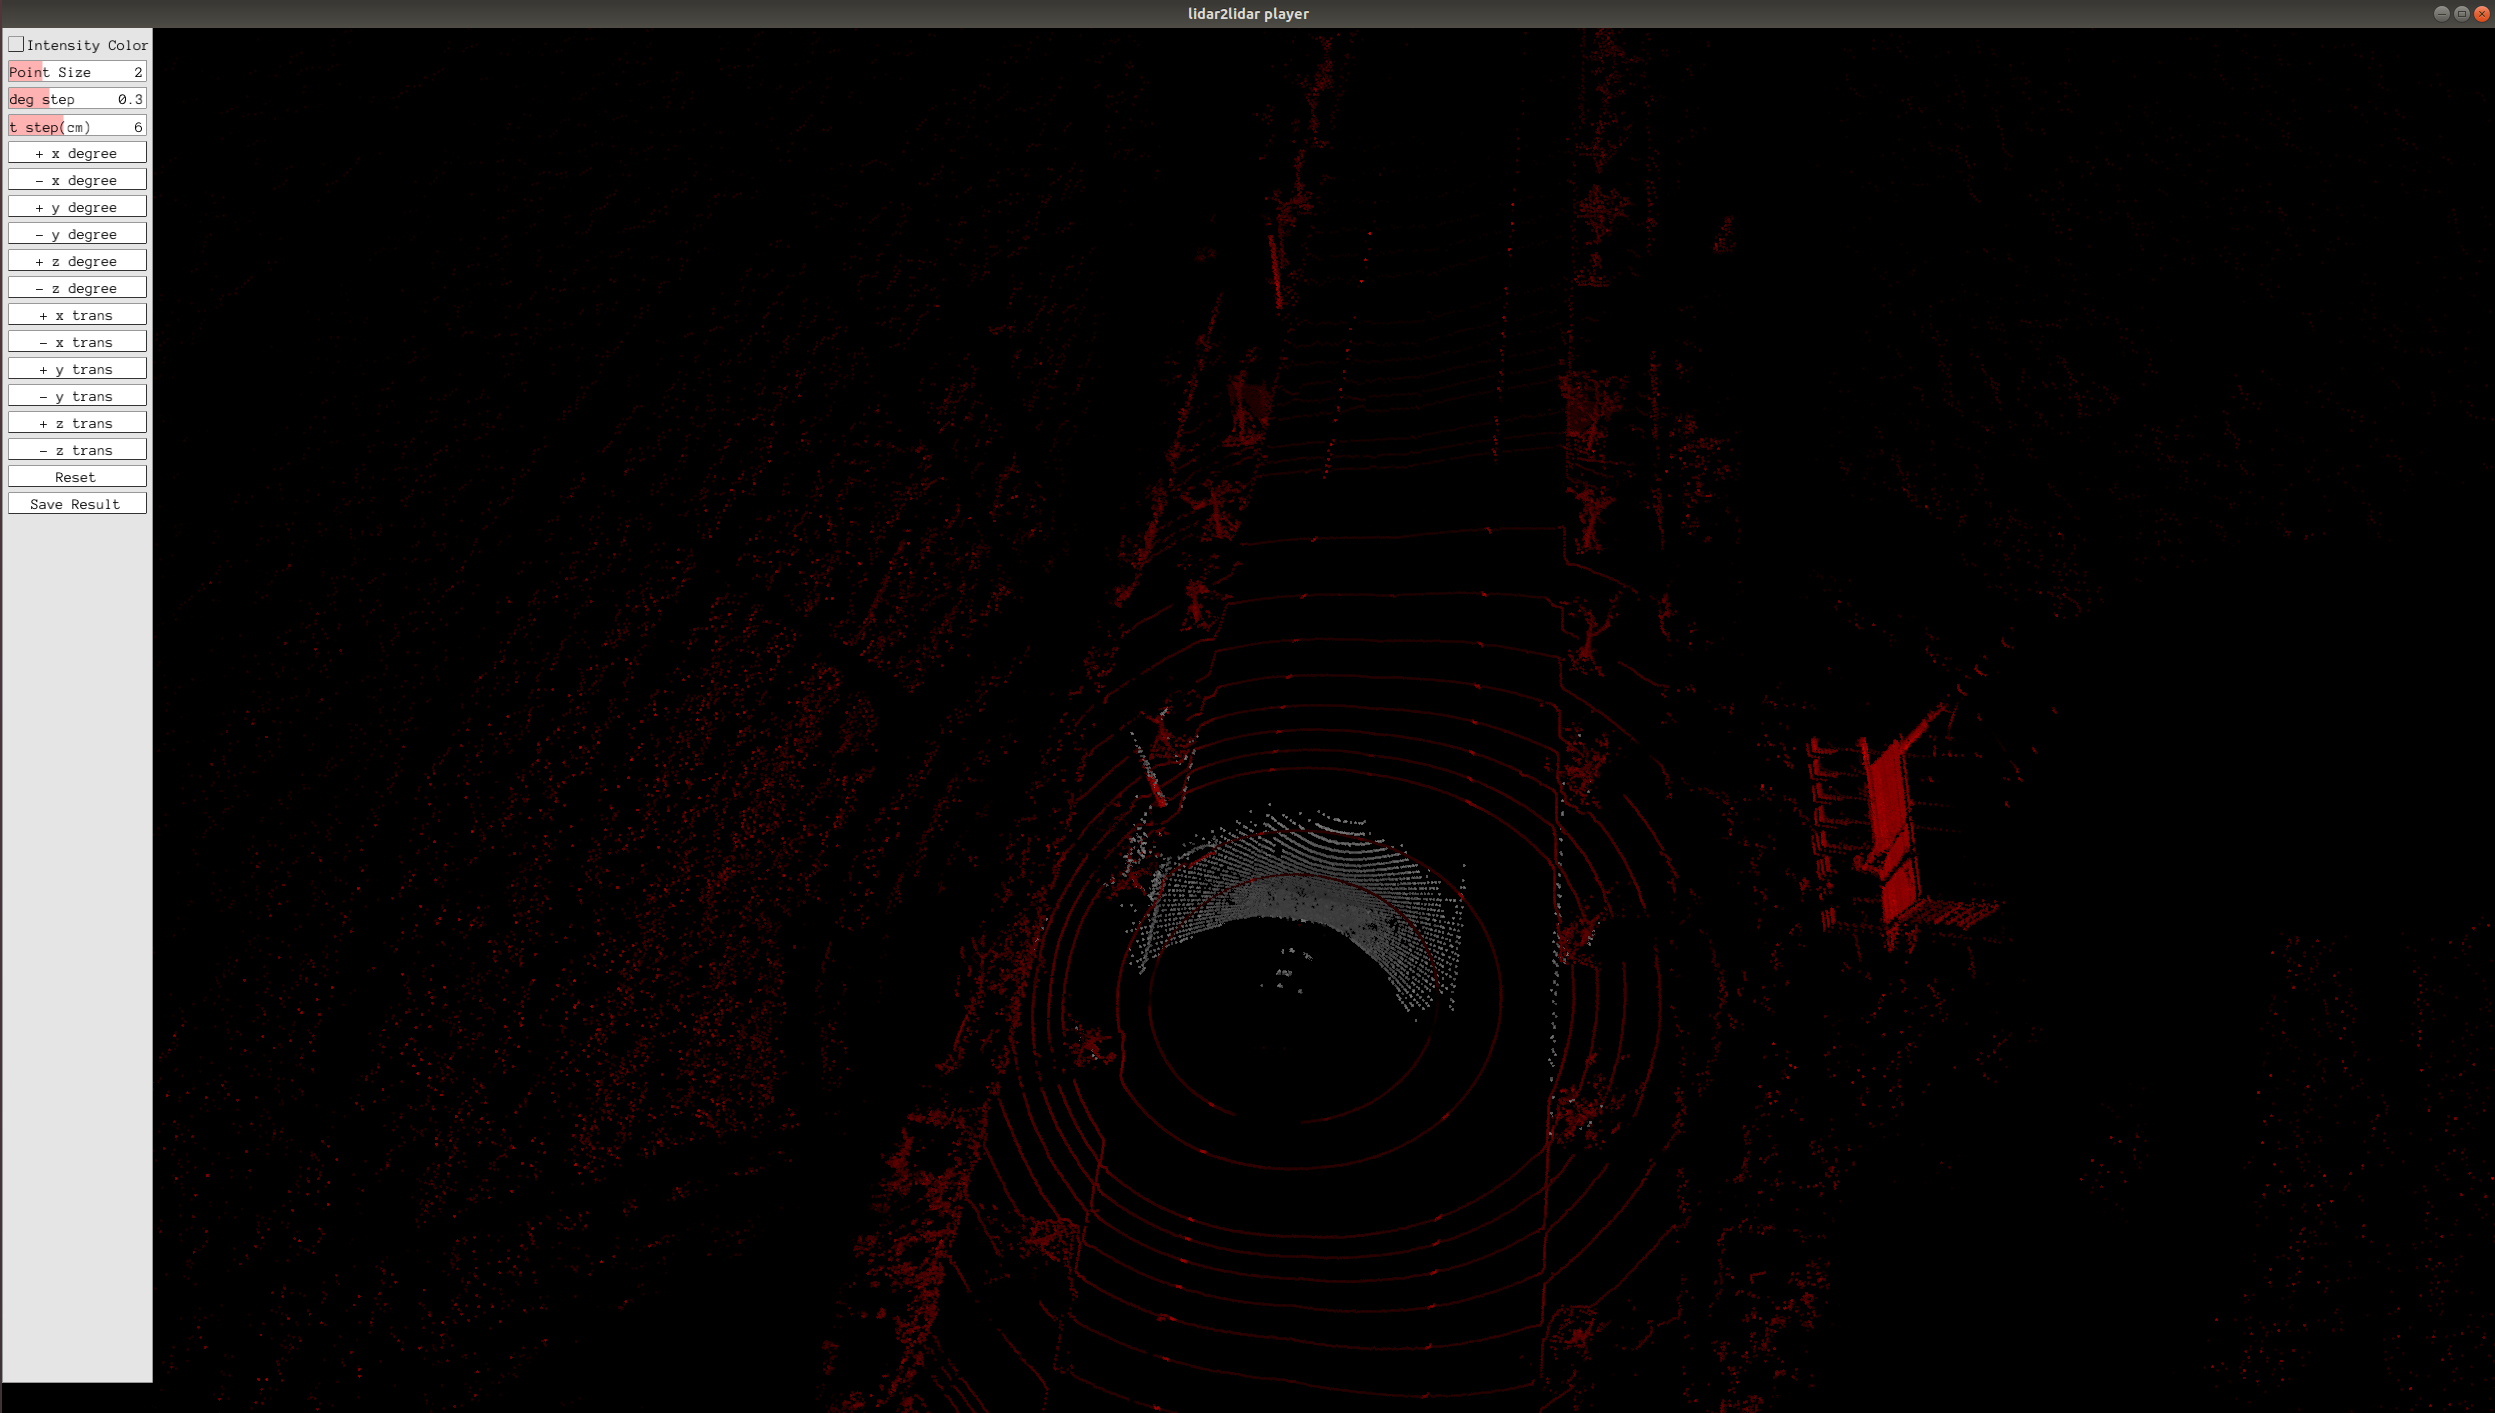 lidar2lidar player
Intensity Color
Point Size 2
deg step 0.3
t step(cm) 6
+ x degree
- x degree
+ y degree
- y degree
+ z degree
- z degree
+ x trans
- x trans
+ y trans
- y trans
+ z trans
- z trans
Reset
Save Result